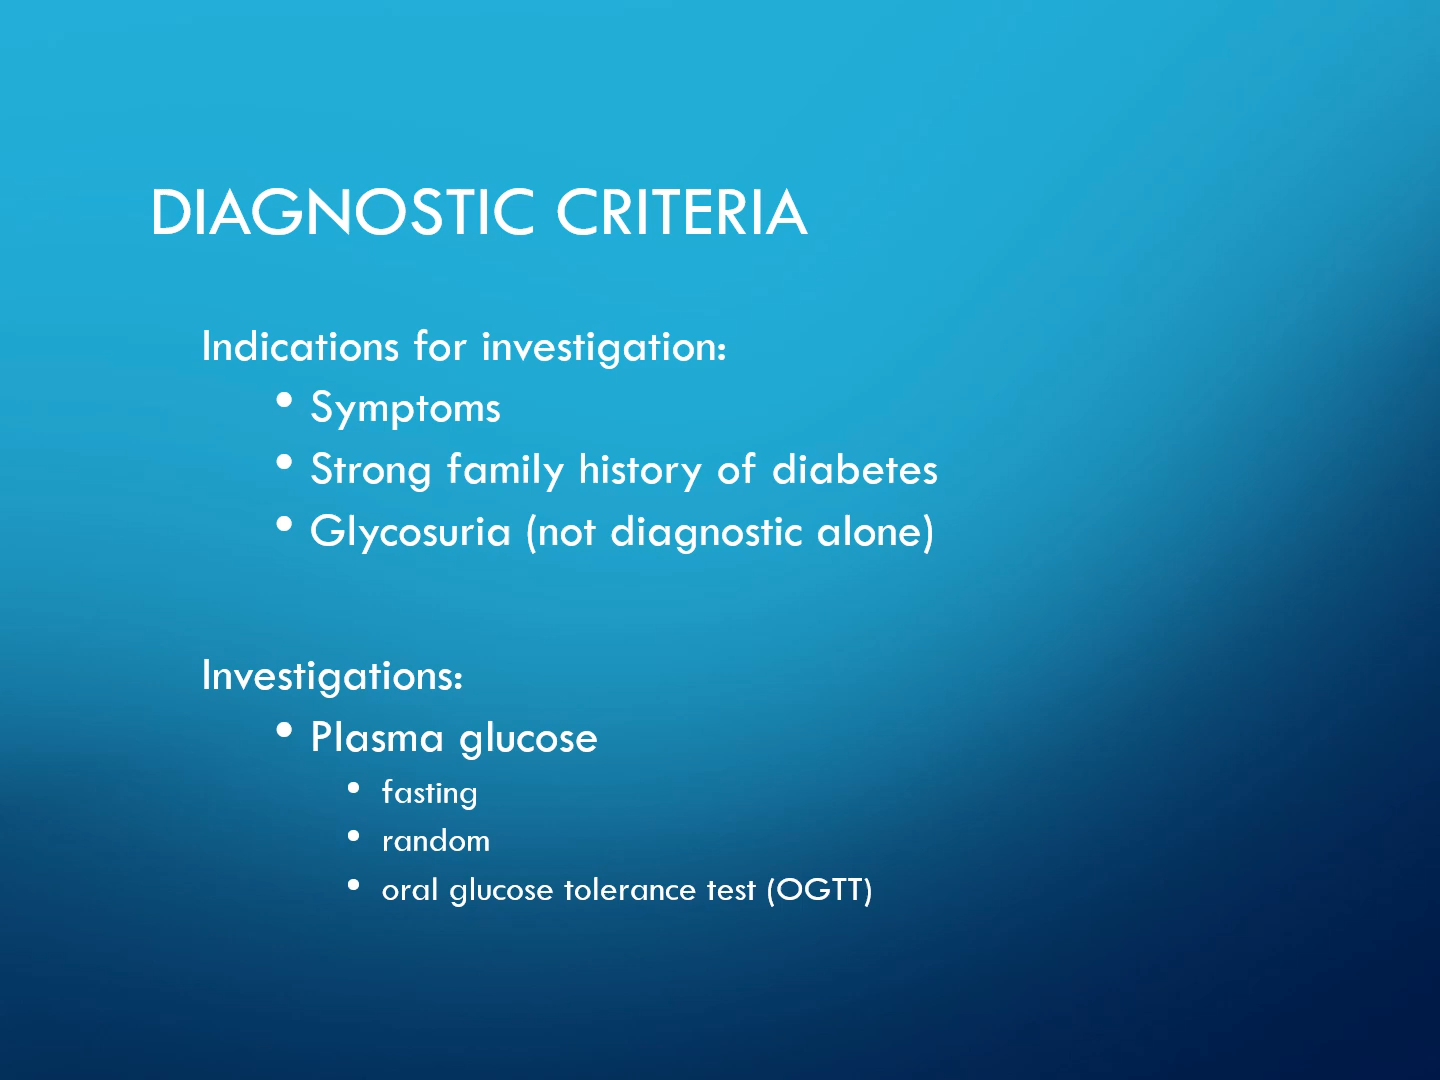 DIAGNOSTIC CRITERIA
Indications for investigation:
• Symptoms
• Strong family history of diabetes
• Glycosuria (not diagnostic alone)
Investigations:
• Plasma glucose
• fasting
• random
• oral glucose tolerance test (OGTT)